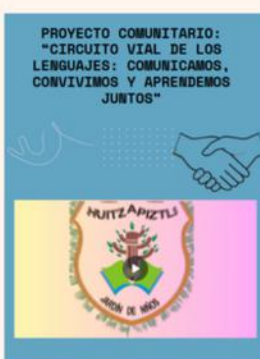 PROYECTO COMUNITARIO:
"CIRCUITO VIAL DE LOS
LENGUAJES: COMUNICAMOS,
CONVIVIMOS Y APRENDEMOS
JUNTOS"
HUITZAPIZTLI
JARDÍN DE NIÑOS